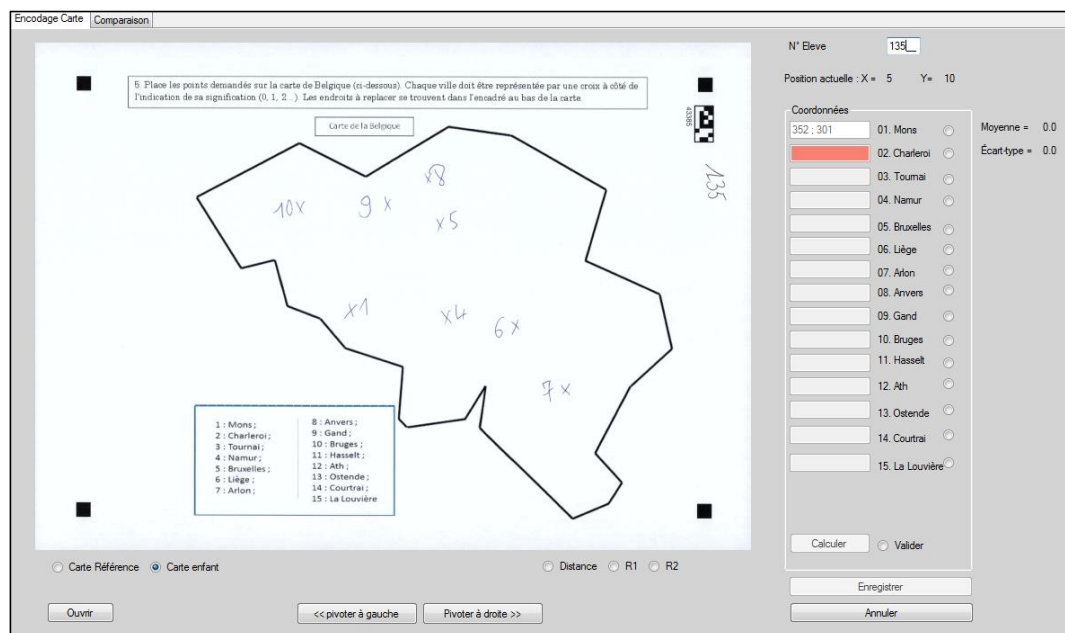 Encodage Carte Comparaison
5. Place les points demandés sur la carte de Belgique (ci-dessous). Chaque ville doit être représentée par une croix à côté de
l'indication de sa signification (0, 1, 2...). Les endroits à replacer se trouvent dans l'encadré au bas de la carte.
Carte de la Belgique
43385
135
x8
10x
9 x
x5
x1
x4
6 x
7 x
1 : Mons ;
2 : Charleroi ;
3 : Tournai ;
4 : Namur ;
5 : Bruxelles ;
6 : Liège ;
7 : Arlon ;
8 : Anvers ;
9 : Gand ;
10 : Bruges ;
11 : Hasselt ;
12 : Ath ;
13 : Ostende ;
14 : Courtrai ;
15 : La Louvière
Carte Référence Carte enfant
Distance R1 R2
Ouvrir
<< pivoter à gauche
Pivoter à droite >>
N° Eleve 135__
Position actuelle : X = 5 Y= 10
Coordonnées
352 ; 301 01. Mons
02. Charleroi
03. Tournai
04. Namur
05. Bruxelles
06. Liège
07. Arlon
08. Anvers
09. Gand
10. Bruges
11. Hasselt
12. Ath
13. Ostende
14. Courtrai
15. La Louvière
Moyenne = 0.0
Écart-type = 0.0
Calculer Valider
Enregistrer
Annuler